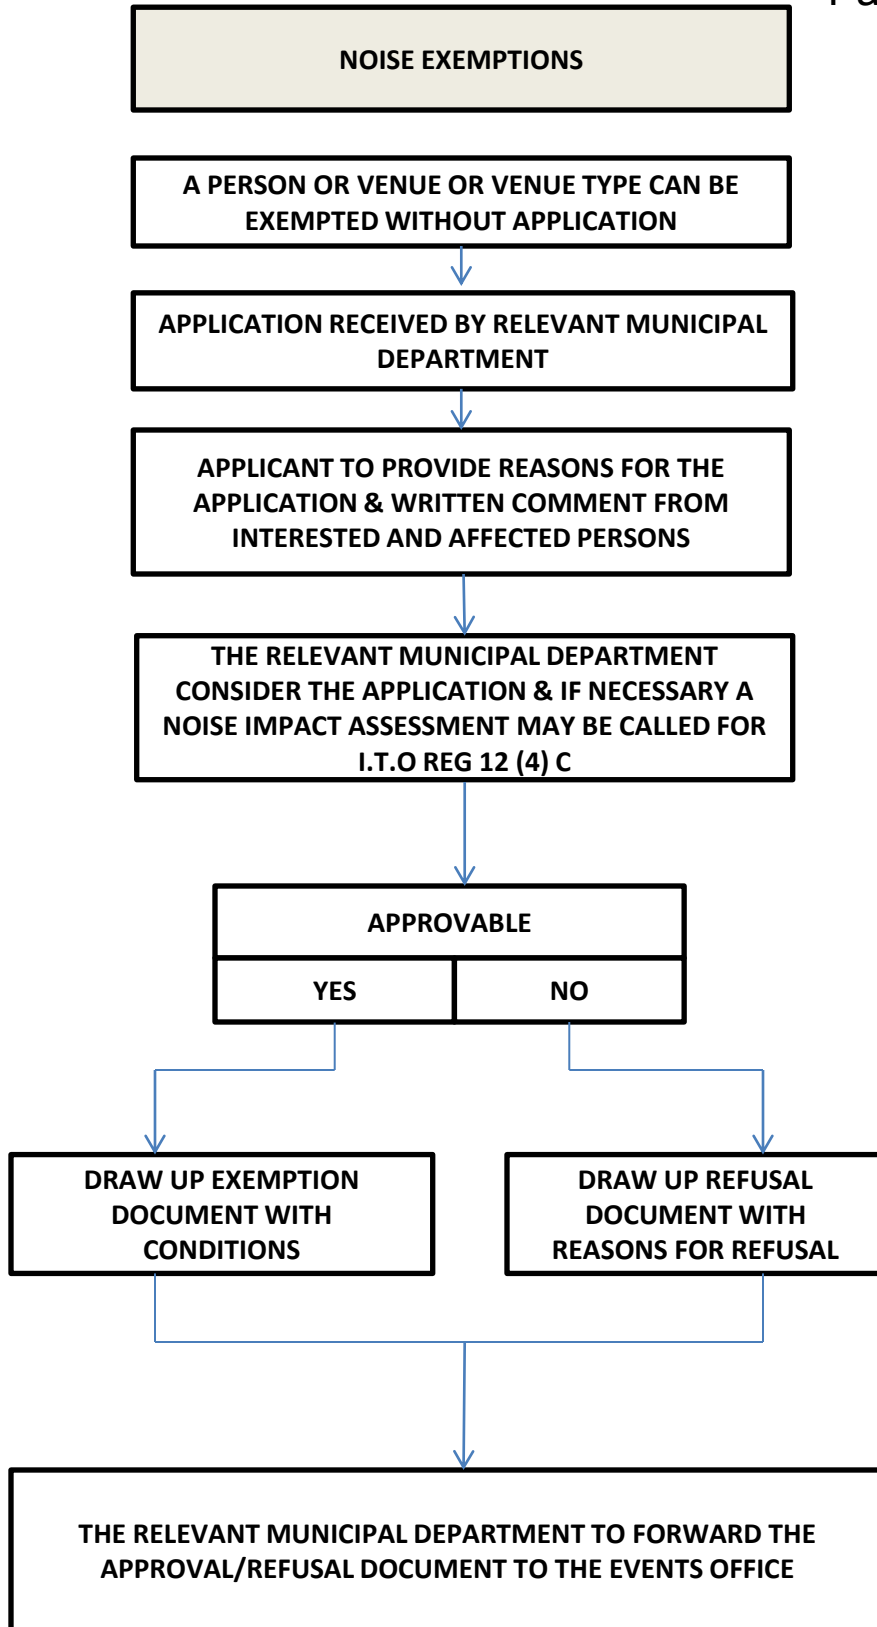 NOISE EXEMPTIONS
A PERSON OR VENUE OR VENUE TYPE CAN BE
EXEMPTED WITHOUT APPLICATION
APPLICATION RECEIVED BY RELEVANT MUNICIPAL
DEPARTMENT
APPLICANT TO PROVIDE REASONS FOR THE
APPLICATION & WRITTEN COMMENT FROM
INTERESTED AND AFFECTED PERSONS
THE RELEVANT MUNICIPAL DEPARTMENT
CONSIDER THE APPLICATION & IF NECESSARY A
NOISE IMPACT ASSESSMENT MAY BE CALLED FOR
I.T.O REG 12 (4) C
APPROVABLE
YES NO
DRAW UP EXEMPTION
DOCUMENT WITH
CONDITIONS
DRAW UP REFUSAL
DOCUMENT WITH
REASONS FOR REFUSAL
THE RELEVANT MUNICIPAL DEPARTMENT TO FORWARD THE
APPROVAL/REFUSAL DOCUMENT TO THE EVENTS OFFICE